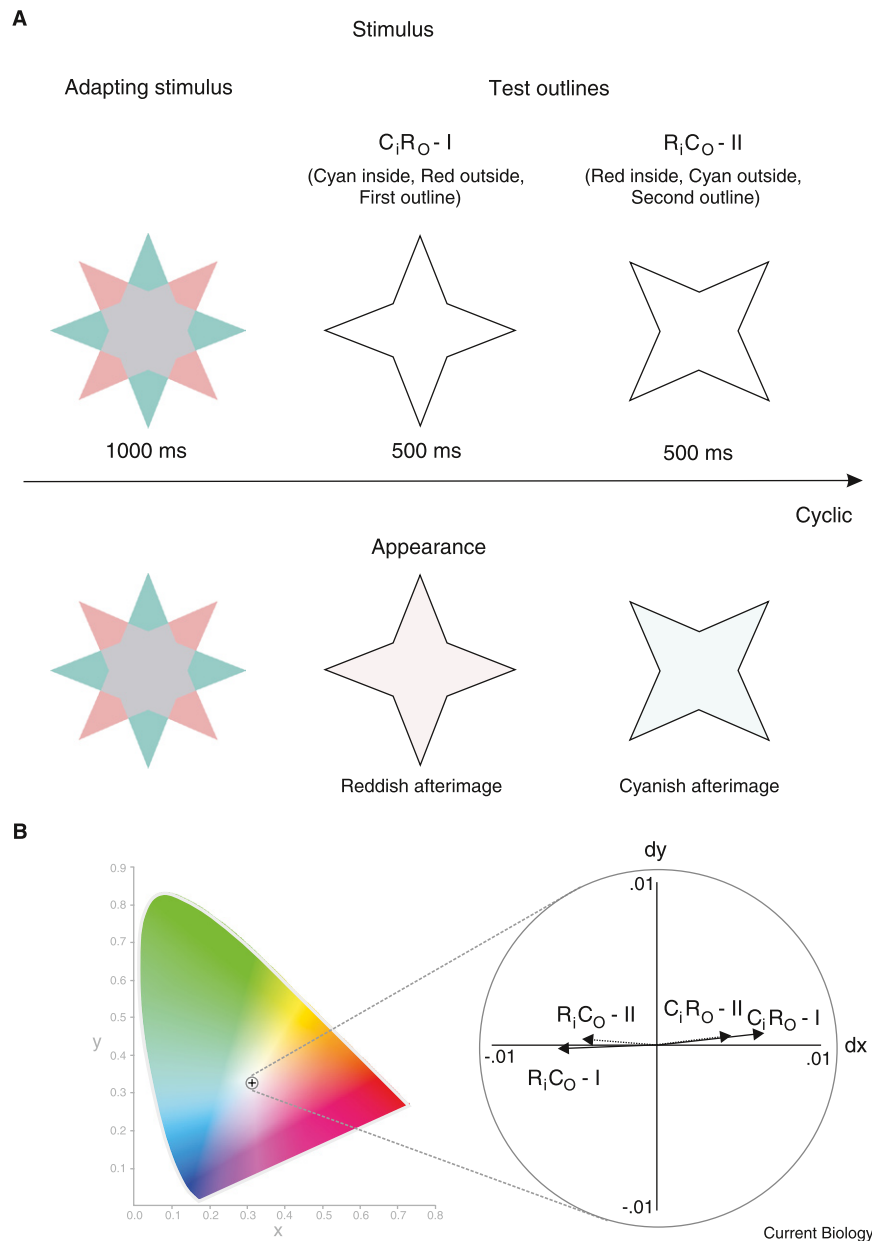 A
Stimulus
Adapting stimulus
Test outlines
CiRO - I
(Cyan inside, Red outside,
First outline)
RiCO - II
(Red inside, Cyan outside,
Second outline)
1000 ms
500 ms
500 ms
Cyclic
Appearance
Reddish afterimage
Cyanish afterimage
B
0.9
0.8
0.7
0.6
0.5
0.4
0.3
0.2
0.1
y
0.0 0.1 0.2 0.3 0.4 0.5 0.6 0.7 0.8
x
dy
.01
RiCO - II
CiRO - II
CiRO - I
-.01
.01
dx
RiCO - I
-.01
Current Biology